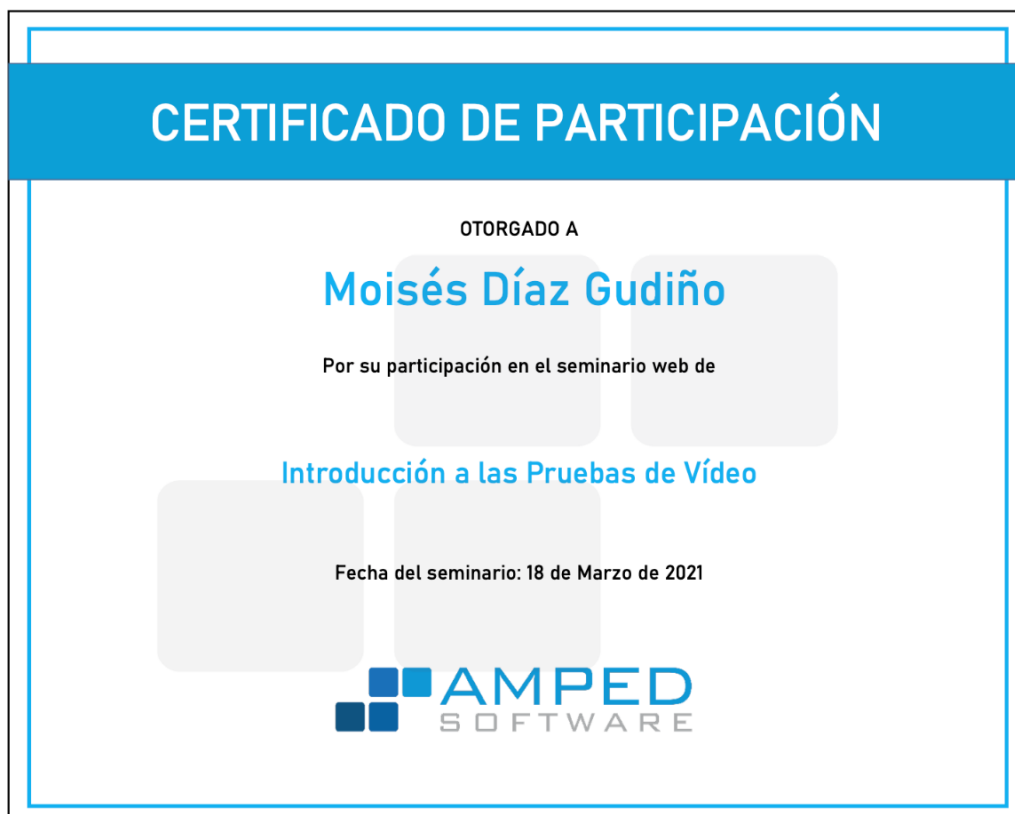 CERTIFICADO DE PARTICIPACIÓN
OTORGADO A
Moisés Díaz Gudiño
Por su participación en el seminario web de
Introducción a las Pruebas de Vídeo
Fecha del seminario: 18 de Marzo de 2021
AMPED
SOFTWARE